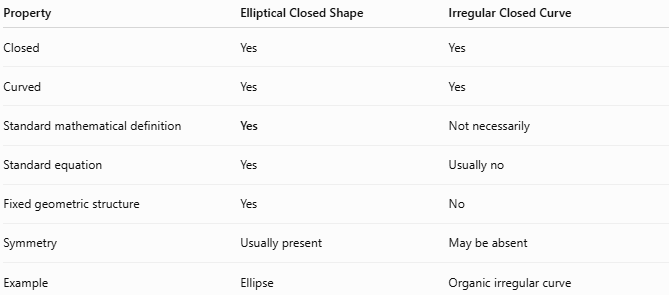 Property Elliptical Closed Shape Irregular Closed Curve
Closed Yes Yes
Curved Yes Yes
Standard mathematical definition Yes Not necessarily
Standard equation Yes Usually no
Fixed geometric structure Yes No
Symmetry Usually present May be absent
Example Ellipse Organic irregular curve